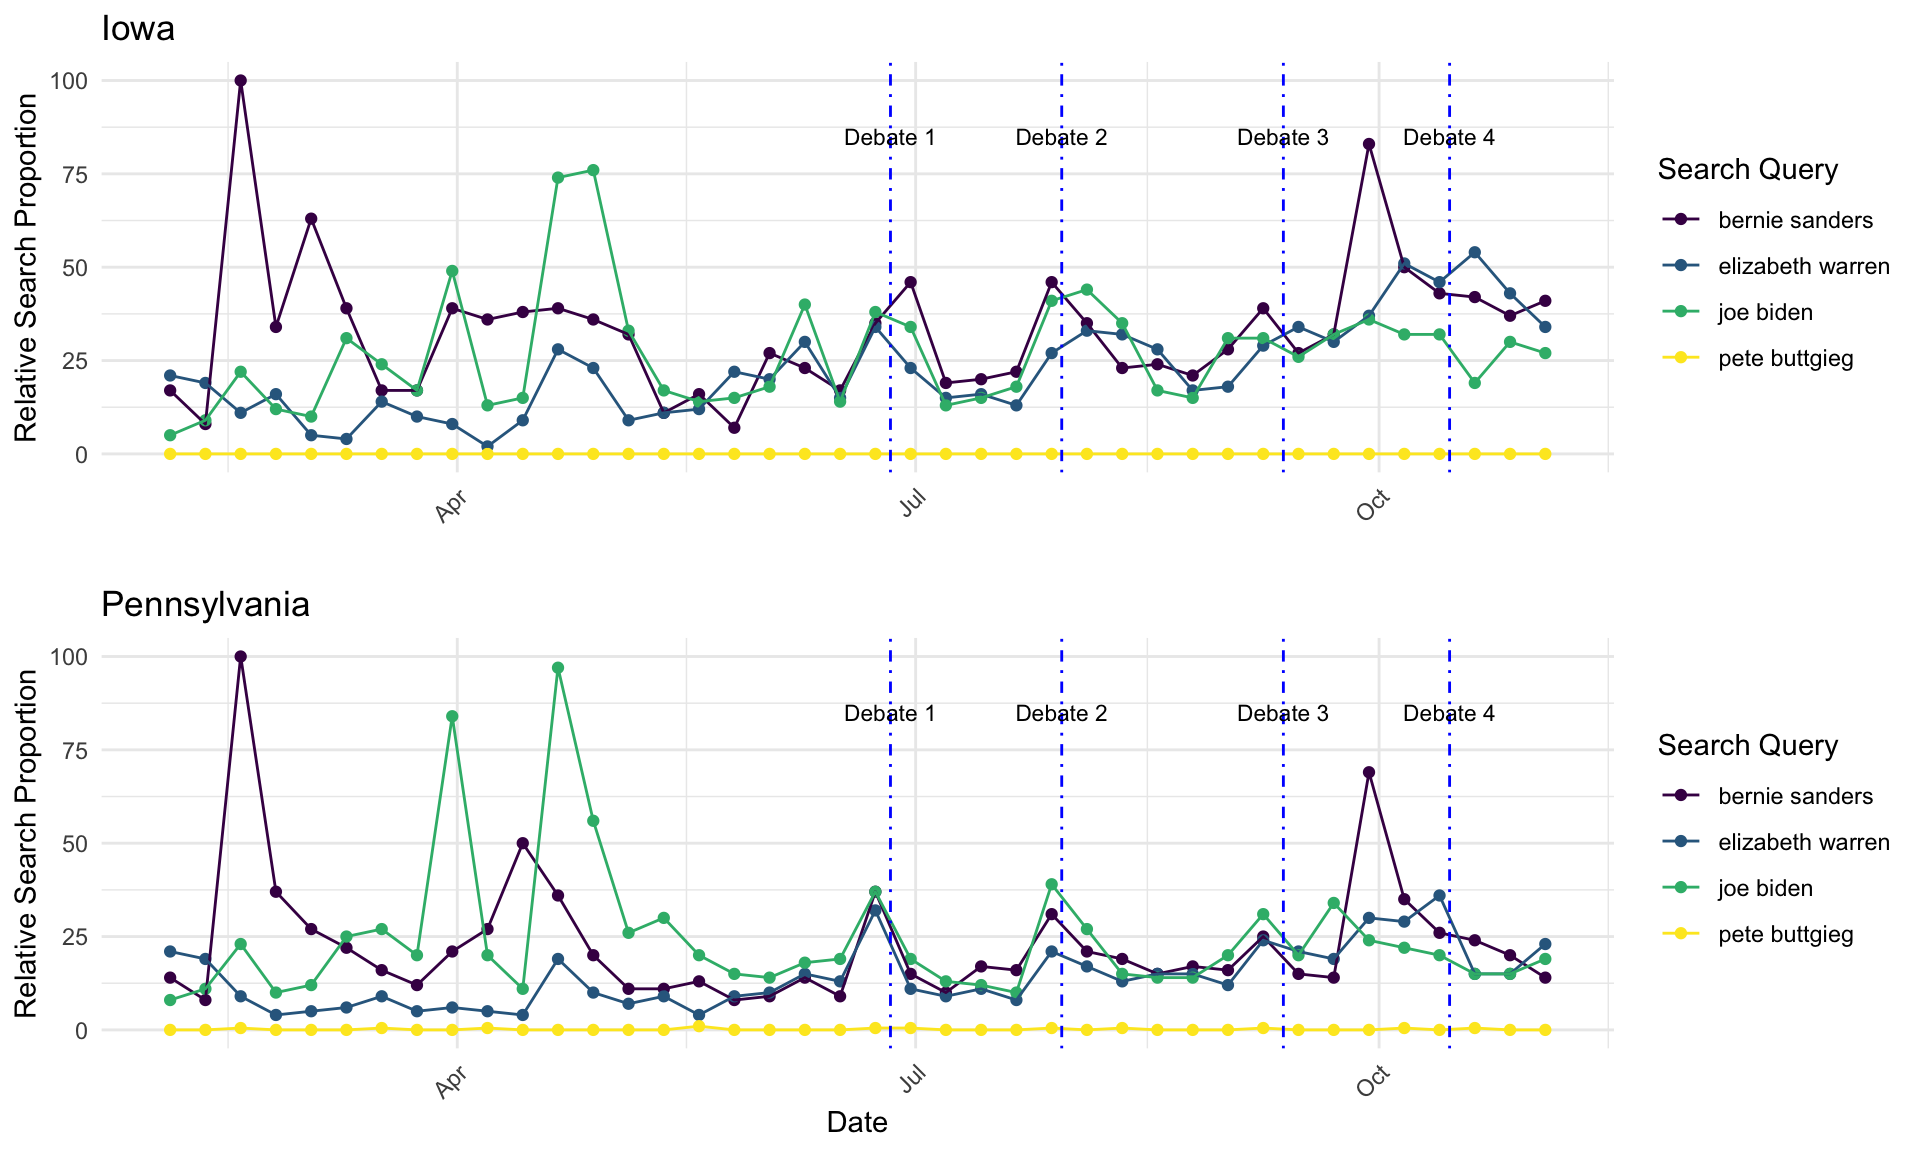 Iowa
Relative Search Proportion
100
75
50
25
0
Debate 1
Debate 2
Debate 3
Debate 4
Apr
Jul
Oct
Search Query
bernie sanders
elizabeth warren
joe biden
pete buttgieg
Pennsylvania
Relative Search Proportion
100
75
50
25
0
Debate 1
Debate 2
Debate 3
Debate 4
Apr
Jul
Oct
Date
Search Query
bernie sanders
elizabeth warren
joe biden
pete buttgieg